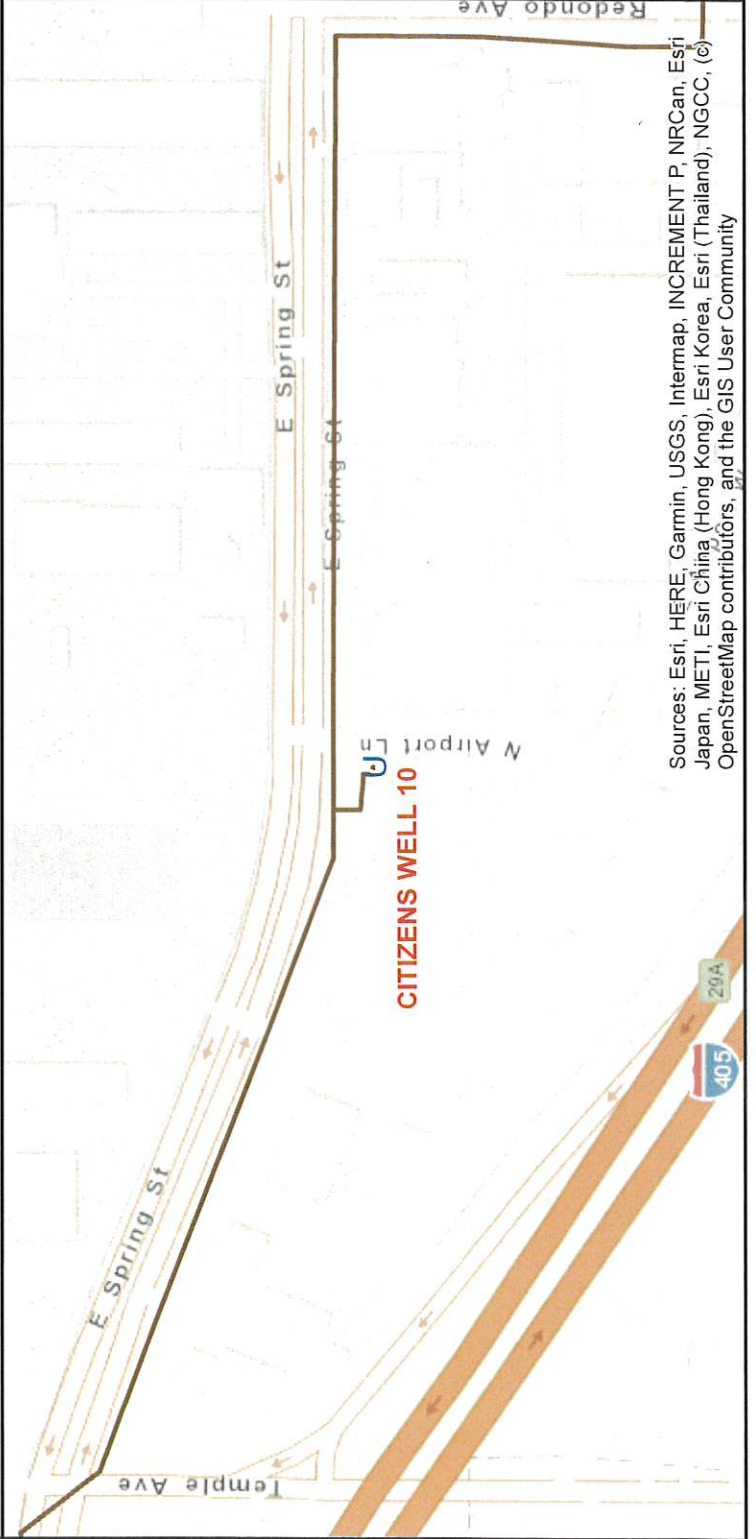 Redondo Ave
E Spring St
E Spring St
N Airport Ln
CITIZENS WELL 10
E Spring St
Temple Ave
29A
405
Sources: Esri, HERE, Garmin, USGS, Intermap, INCREMENT P, NRCan, Esri
Japan, METI, Esri China (Hong Kong), Esri Korea, Esri (Thailand), NGCC, (c)
OpenStreetMap contributors, and the GIS User Community